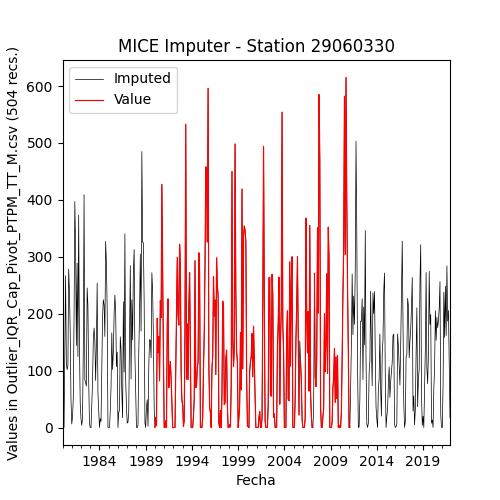 MICE Imputer - Station 29060330
Imputed
Value
Values in Outlier_IQR_Cap_Pivot_PTPM_TT_M.csv (504 recs.)
600
500
400
300
200
100
0
1984 1989 1994 1999 2004 2009 2014 2019
Fecha